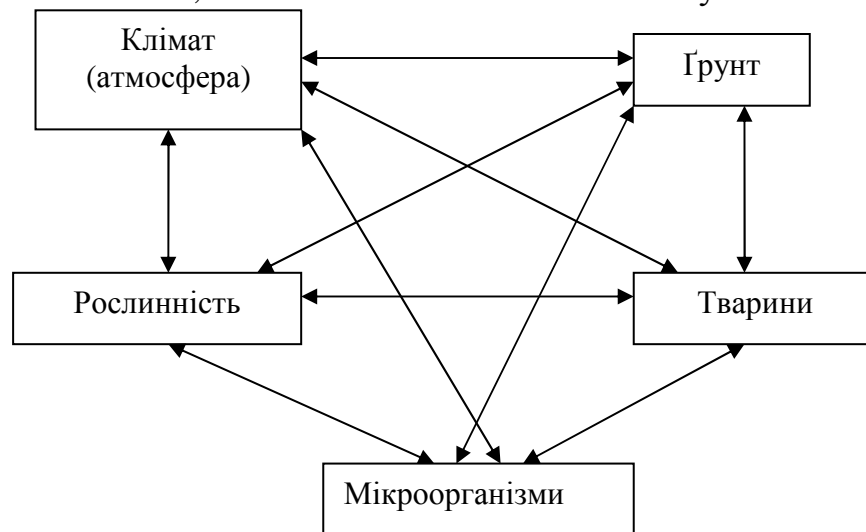 Клімат
(атмосфера)
Ґрунт
Рослинність
Тварини
Мікроорганізми